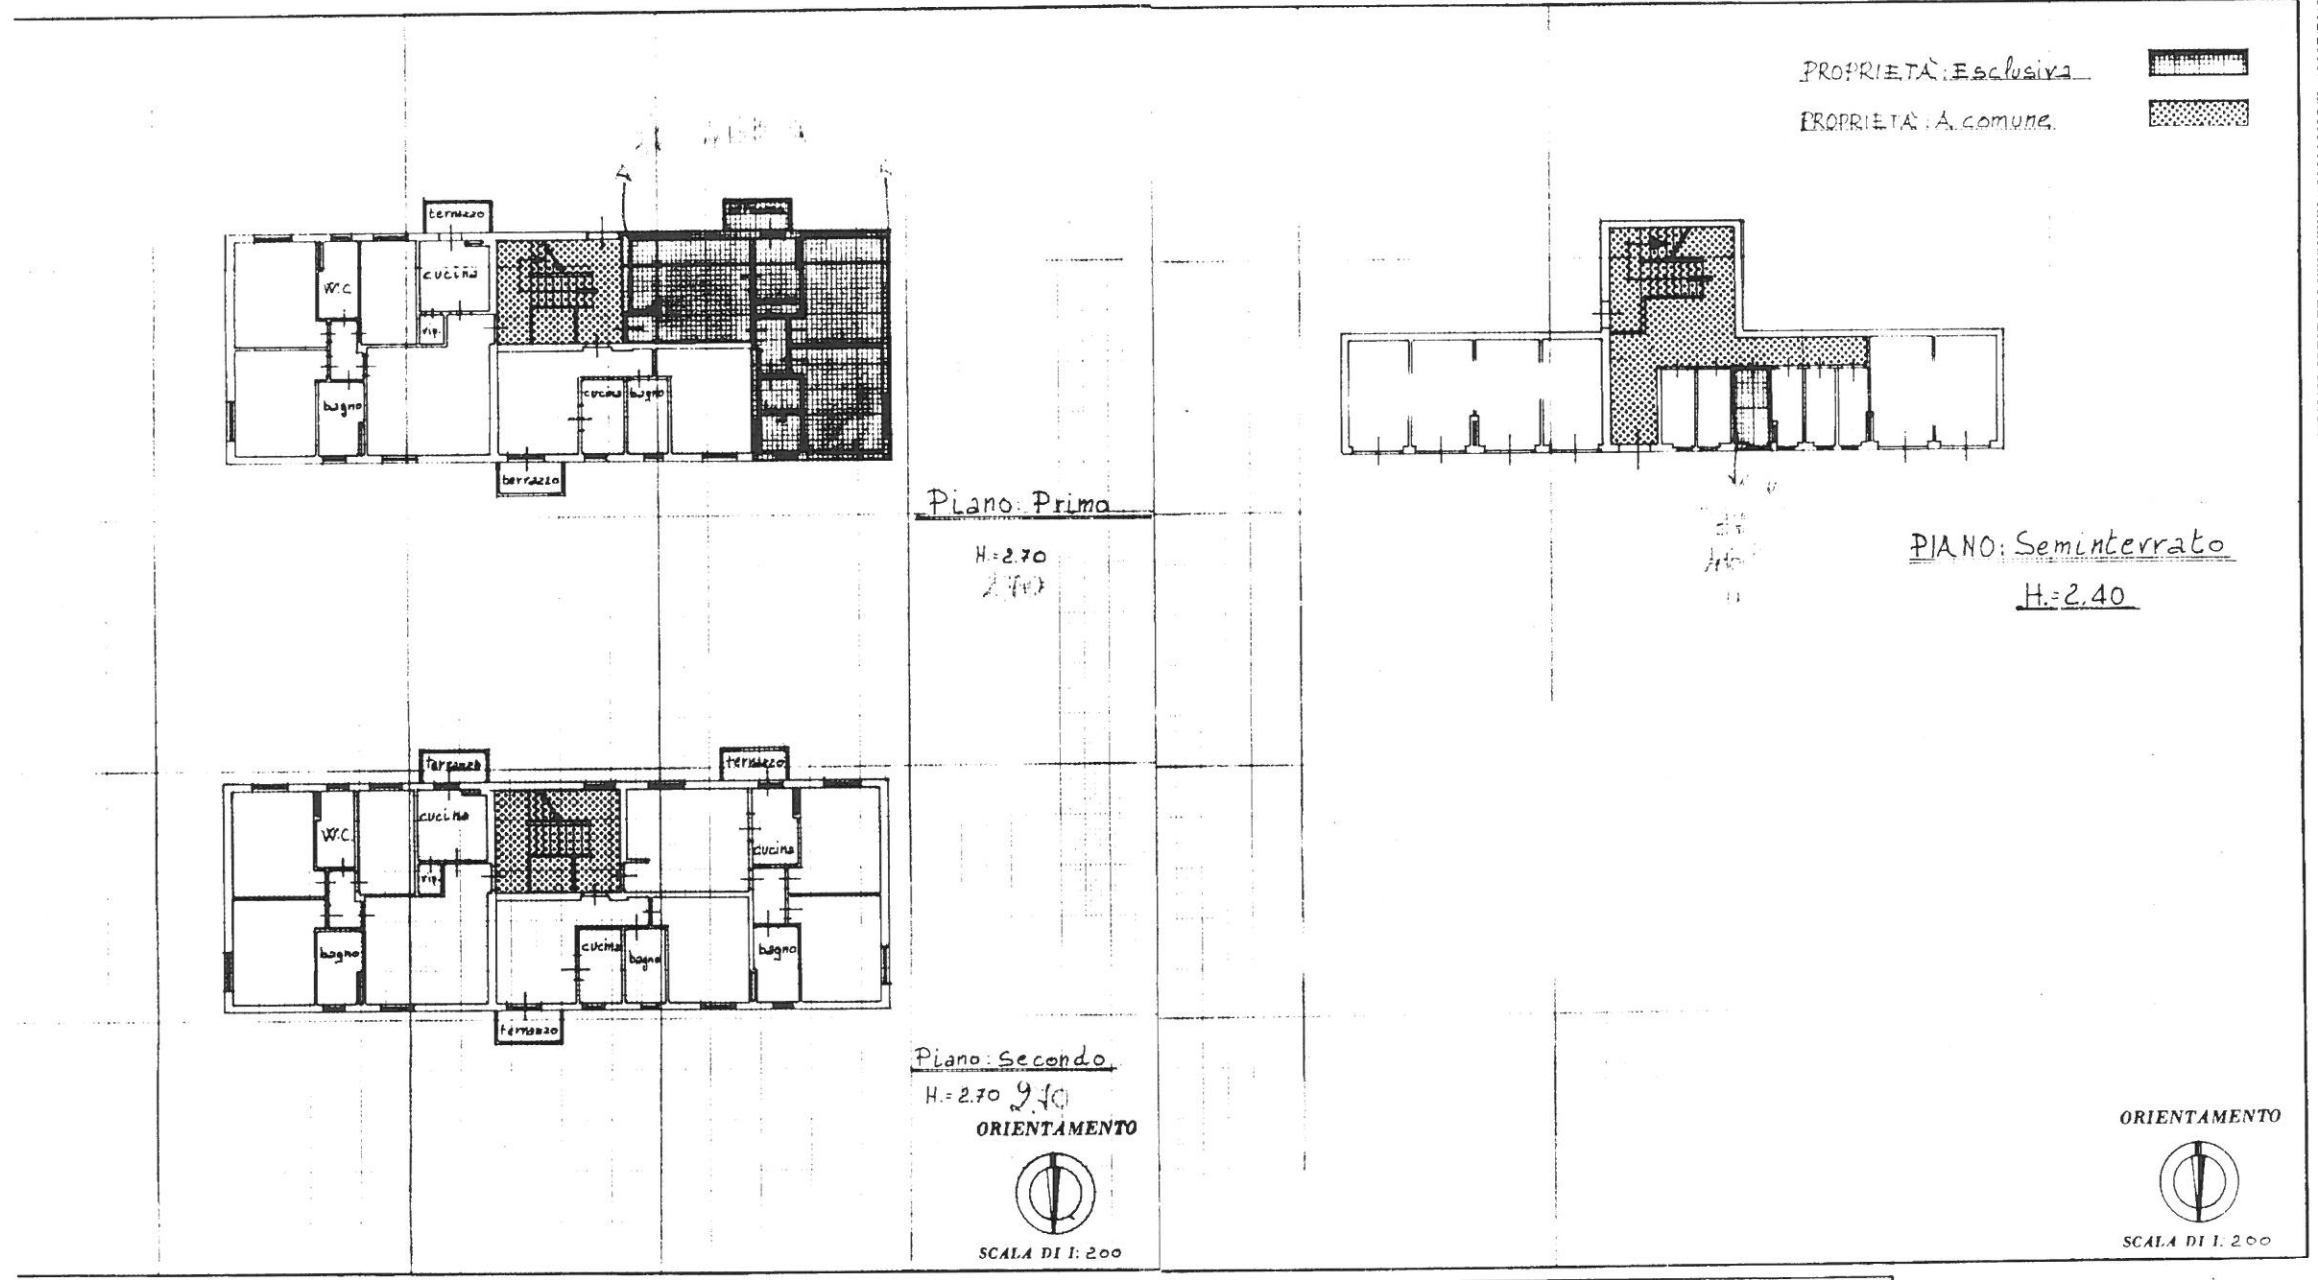 PROPRIETÀ: Esclusiva
PROPRIETÀ: A comune
terrazzo
W.C
cucina
rip.
bagno
cucina
bagno
terrazzo
Piano: Primo
H.=2.70
PIANO: Seminterrato
H.=2.40
terrazzo
terrazzo
W.C.
cucina
rip.
cucina
bagno
cucina
bagno
bagno
terrazzo
Piano: Secondo
H.=2.70
ORIENTAMENTO
SCALA DI 1:200
ORIENTAMENTO
SCALA DI 1:200